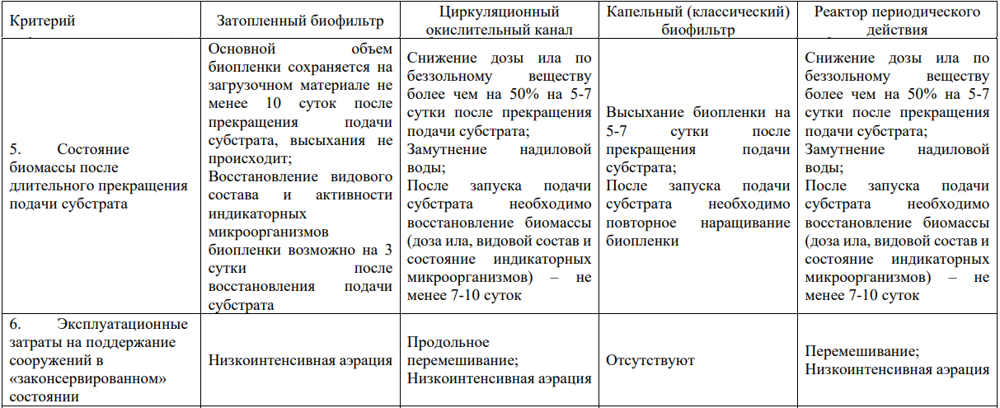 Критерий
Затопленный биофильтр
Циркуляционный
окислительный канал
Капельный (классический)
биофильтр
Реактор периодического
действия
5. Состояние
биомассы после
длительного прекращения
подачи субстрата
Основной объем
биопленки сохраняется на
загрузочном материале не
менее 10 суток после
прекращения подачи
субстрата, высыхания не
происходит;
Восстановление видового
состава и активности
индикаторных
микроорганизмов
биопленки возможно на 3
сутки после
восстановления подачи
субстрата
Снижение дозы ила по
беззольному веществу
более чем на 50% на 5-7
сутки после прекращения
подачи субстрата;
Замутнение надиловой
воды;
После запуска подачи
субстрата необходимо
восстановление биомассы
(доза ила, видовой состав и
состояние индикаторных
микроорганизмов) – не
менее 7-10 суток
Высыхание биопленки на
5-7 сутки после
прекращения подачи
субстрата;
После запуска подачи
субстрата необходимо
повторное наращивание
биопленки
Снижение дозы ила по
беззольному веществу
более чем на 50% на 5-7
сутки после прекращения
подачи субстрата;
Замутнение надиловой
воды;
После запуска подачи
субстрата необходимо
восстановление биомассы
(доза ила, видовой состав и
состояние индикаторных
микроорганизмов) – не
менее 7-10 суток
6. Эксплуатационные
затраты на поддержание
сооружений в
«законсервированном»
состоянии
Низкоинтенсивная аэрация
Продольное
перемешивание;
Низкоинтенсивная аэрация
Отсутствуют
Перемешивание;
Низкоинтенсивная аэрация